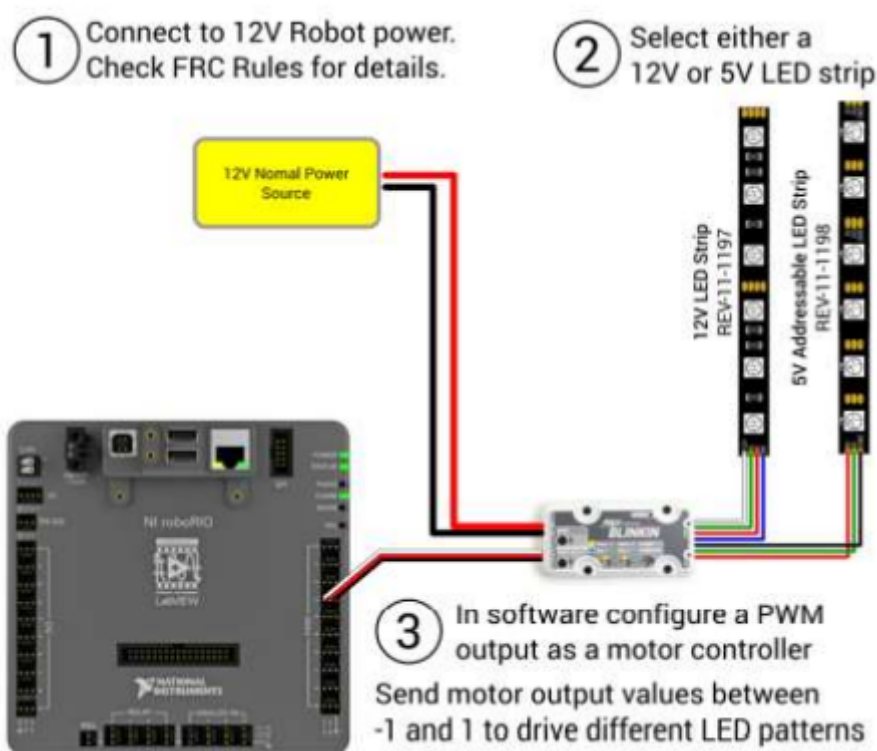 1
Connect to 12V Robot power.
Check FRC Rules for details.
2
Select either a
12V or 5V LED strip
12V Nomal Power
Source
12V LED Strip
REV-11-1197
5V Addressable LED Strip
REV-11-1198
NI roboRIO
LabVIEW
BLINKIN
NATIONAL
INSTRUMENTS
RELAY
ANALOG IN
3
In software configure a PWM
output as a motor controller
Send motor output values between
-1 and 1 to drive different LED patterns